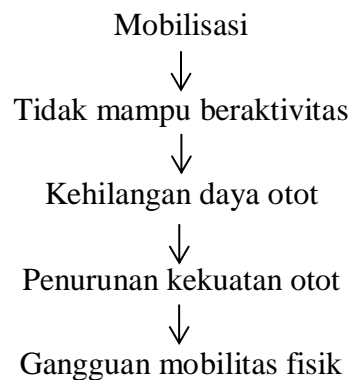 Mobilisasi
Tidak mampu beraktivitas
Kehilangan daya otot
Penurunan kekuatan otot
Gangguan mobilitas fisik